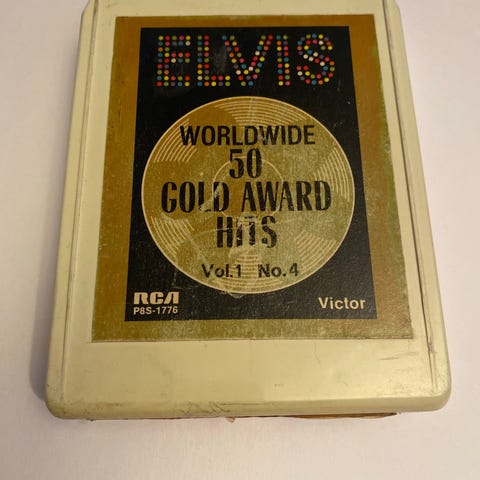 ELVIS
WORLDWIDE
50
GOLD AWARD
HITS
Vol.1 No.4
RCA
P8S-1776
Victor